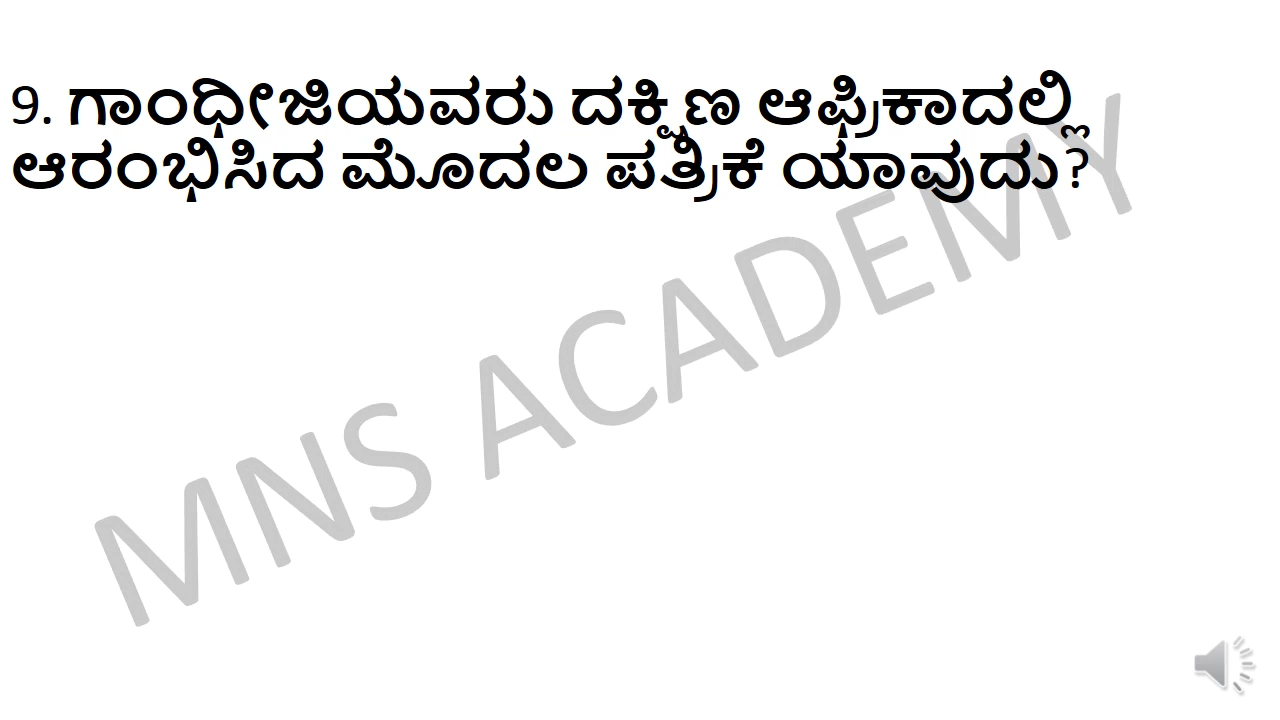 9. ಗಾಂಧೀಜಿಯವರು ದಕ್ಷಿಣ ಆಫ್ರಿಕಾದಲ್ಲಿ
ಆರಂಭಿಸಿದ ಮೊದಲ ಪತ್ರಿಕೆ ಯಾವುದು?
MNS ACADEMY